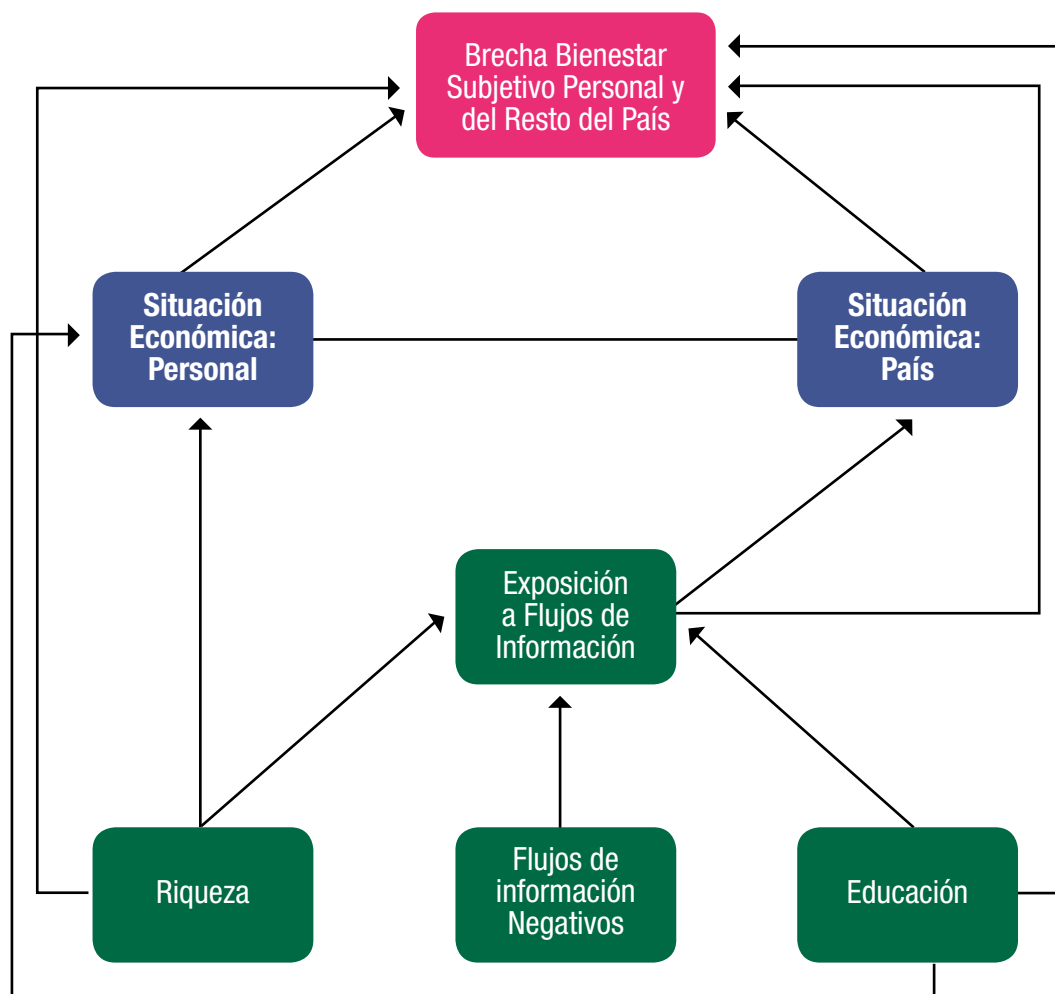 Brecha Bienestar
Subjetivo Personal y
del Resto del País
Situación
Económica:
Personal
Situación
Económica:
País
Exposición
a Flujos de
Información
Riqueza
Flujos de
información
Negativos
Educación